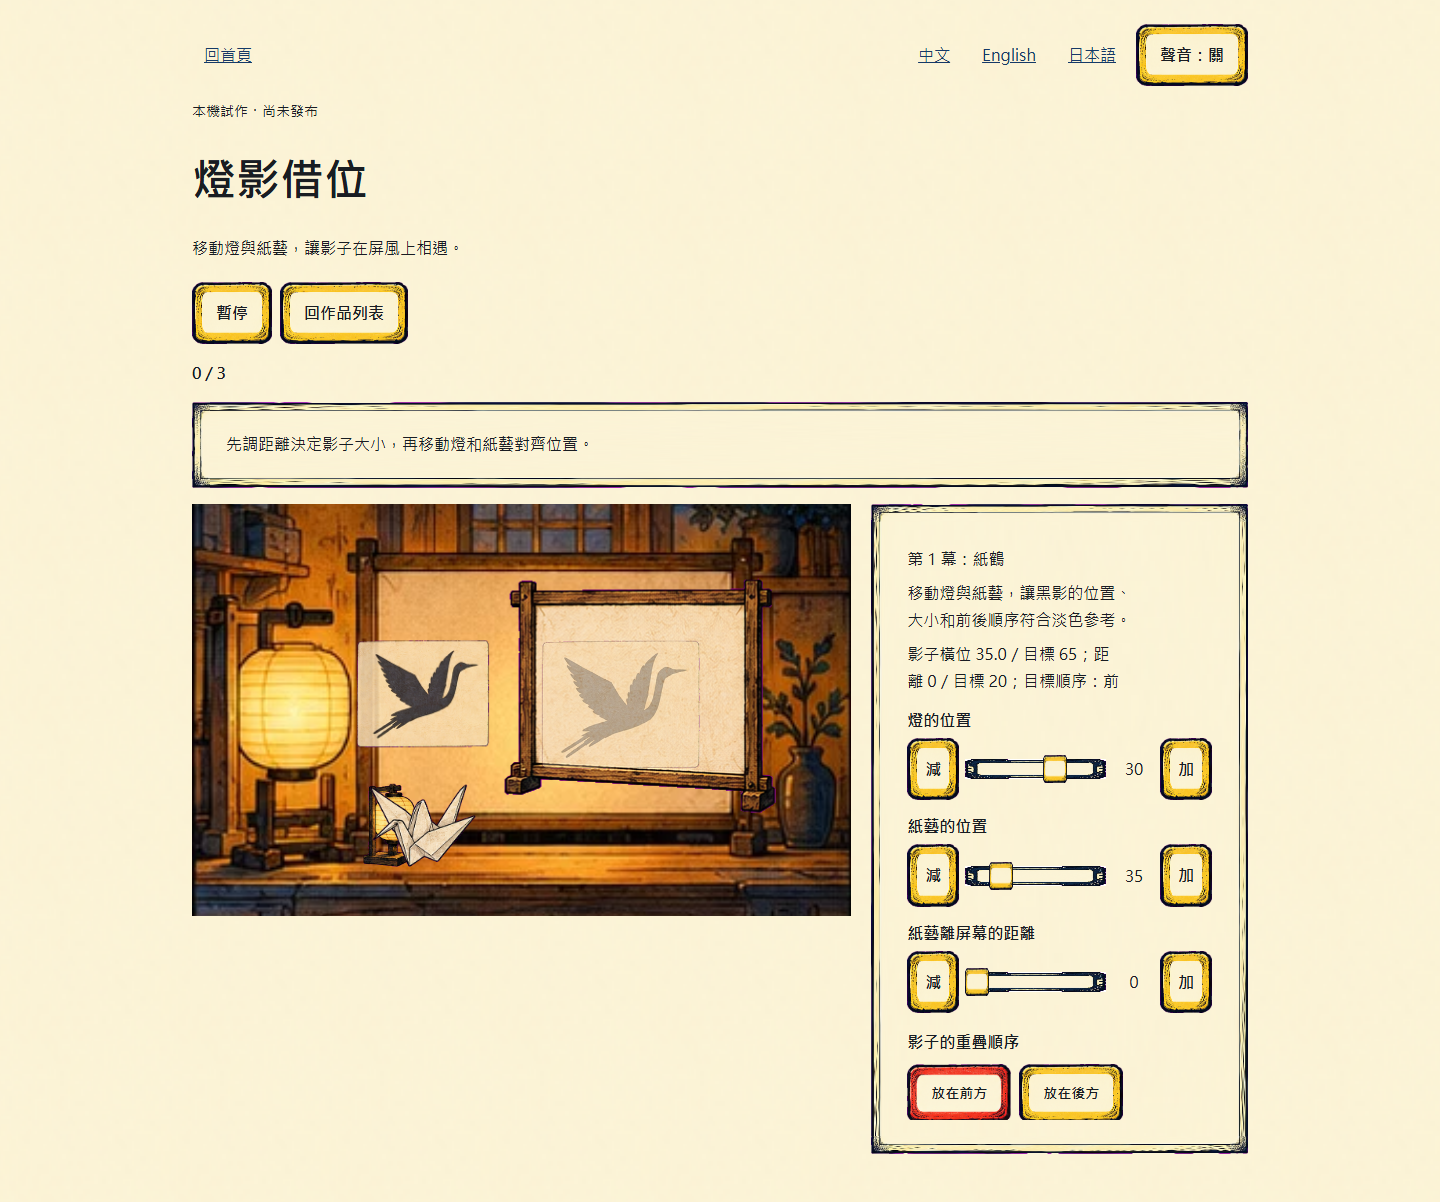 回首頁
中文 English 日本語 聲音：關
本機試作・尚未發布
燈影借位
移動燈與紙藝，讓影子在屏風上相遇。
暫停 回作品列表
0 / 3
先調距離決定影子大小，再移動燈和紙藝對齊位置。
第 1 幕：紙鶴
移動燈與紙藝，讓黑影的位置、
大小和前後順序符合淡色參考。
影子橫位 35.0 / 目標 65；距
離 0 / 目標 20；目標順序：前
燈的位置
減 30 加
紙藝的位置
減 35 加
紙藝離屏幕的距離
減 0 加
影子的重疊順序
放在前方 放在後方